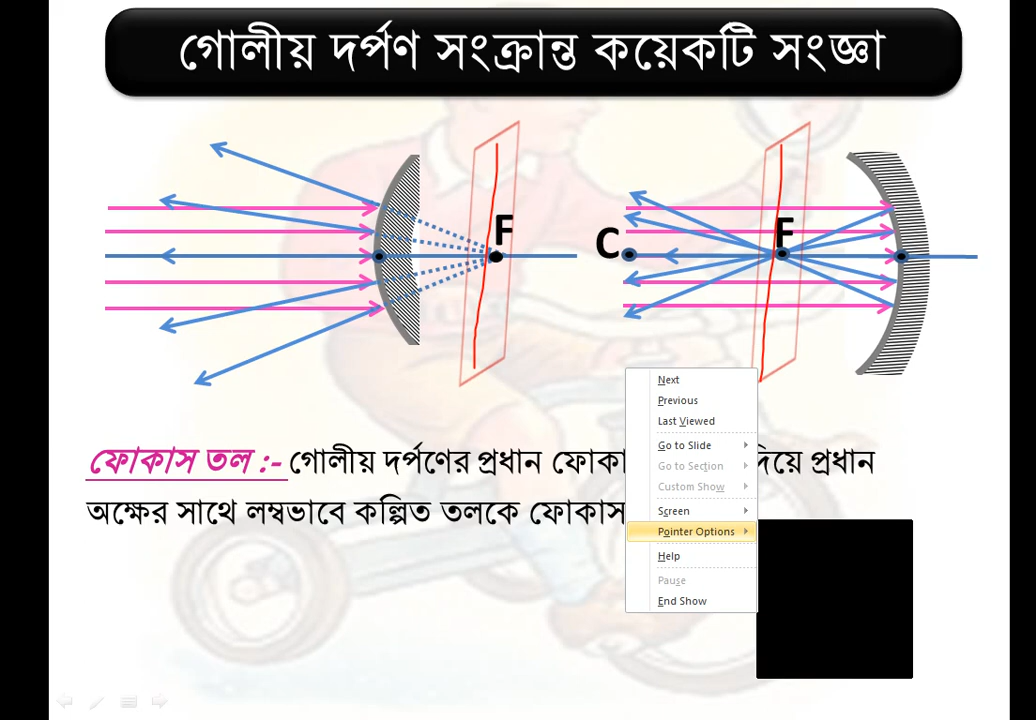 গোলীয় দর্পণ সংক্রান্ত কয়েকটি সংজ্ঞা
F
F
C
Next
Previous
Last Viewed
Go to Slide
Go to Section
Custom Show
Screen
Pointer Options
Help
Pause
End Show
ফোকাস তল :- গোলীয় দর্পণের প্রধান দিয়ে প্রধান
অক্ষের সাথে লম্বভাবে কল্পিত তলকে ফোকাস